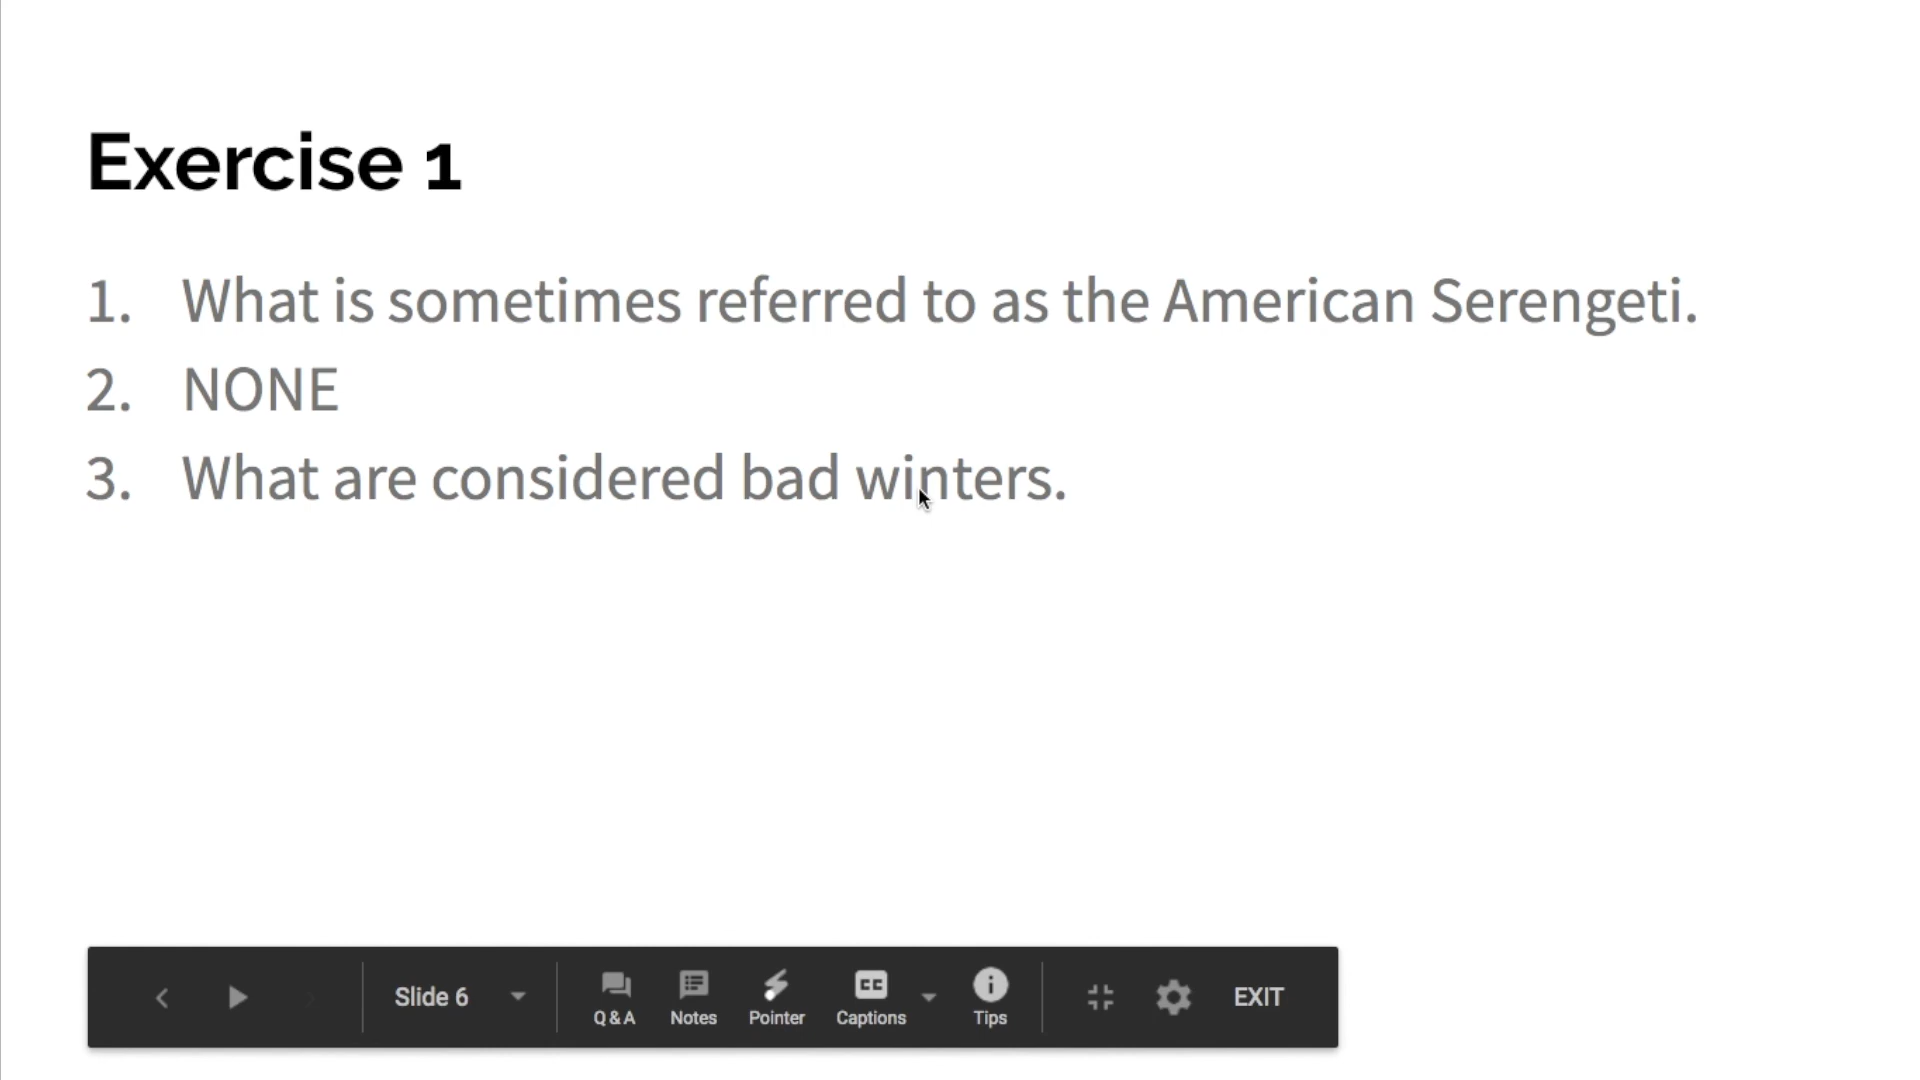 Exercise 1
1. What is sometimes referred to as the American Serengeti.
2. NONE
3. What are considered bad winters.
Slide 6
Q & A
Notes
Pointer
CC
Captions
Tips
EXIT